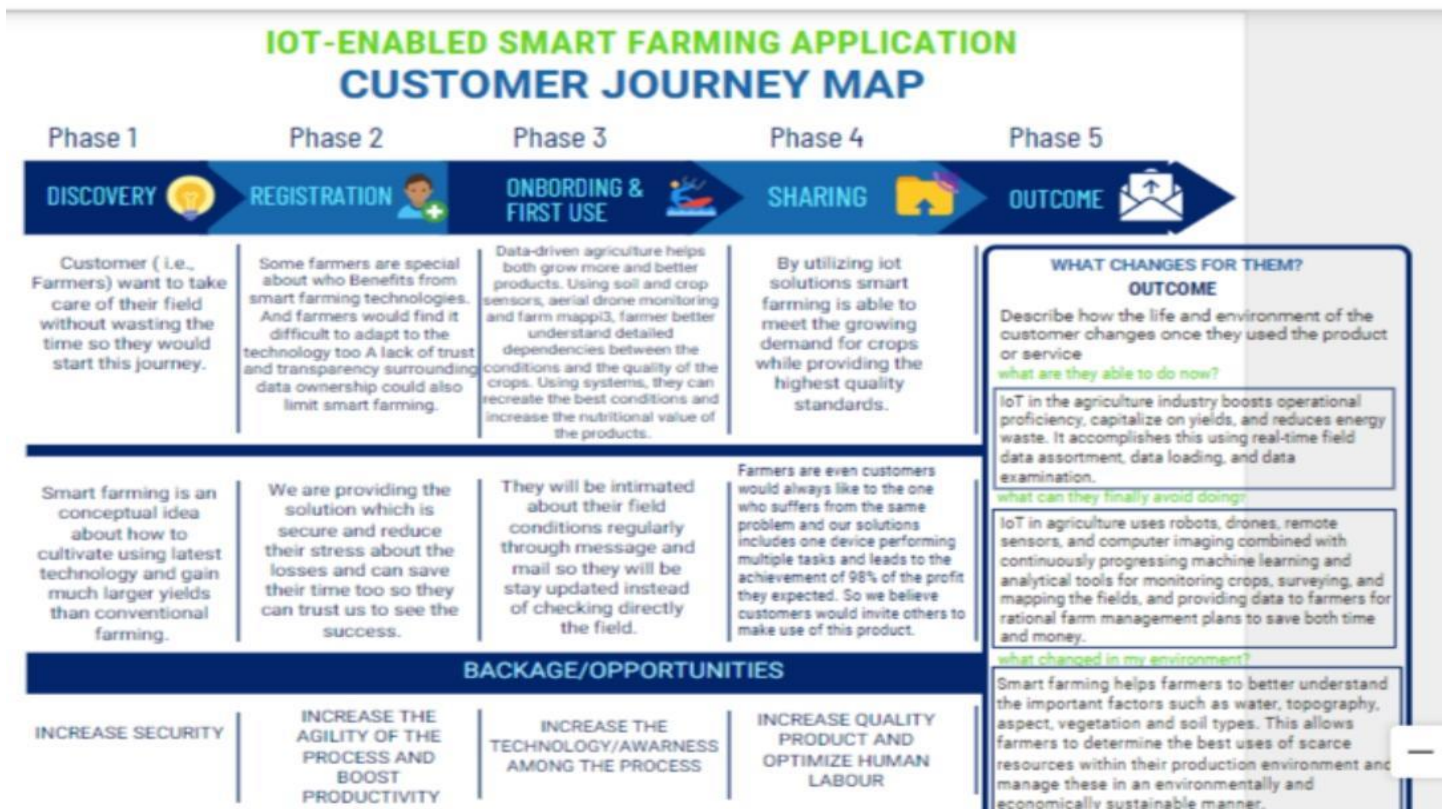 IOT-ENABLED SMART FARMING APPLICATION
CUSTOMER JOURNEY MAP
Phase 1
Phase 2
Phase 3
Phase 4
Phase 5
DISCOVERY
REGISTRATION
ONBORDING &
FIRST USE
SHARING
OUTCOME
Customer ( i.e.,
Farmers) want to take
care of their field
without wasting the
time so they would
start this journey.
Some farmers are special
about who Benefits from
smart farming technologies.
And farmers would find it
difficult to adapt to the
technology too A lack of trust
and transparency surrounding
data ownership could also
limit smart farming.
Data-driven agriculture helps
both grow more and better
products. Using soil and crop
sensors, aerial drone monitoring
and farm mappi3, farmer better
understand detailed
dependencies between the
conditions and the quality of the
crops. Using systems, they can
recreate the best conditions and
increase the nutritional value of
the products.
By utilizing iot
solutions smart
farming is able to
meet the growing
demand for crops
while providing the
highest quality
standards.
Smart farming is an
conceptual idea
about how to
cultivate using latest
technology and gain
much larger yields
than conventional
farming.
We are providing the
solution which is
secure and reduce
their stress about the
losses and can save
their time too so they
can trust us to see the
success.
They will be intimated
about their field
conditions regularly
through message and
mail so they will be
stay updated instead
of checking directly
the field.
Farmers are even customers
would always like to the one
who suffers from the same
problem and our solutions
includes one device performing
multiple tasks and leads to the
achievement of 98% of the profit
they expected. So we believe
customers would invite others to
make use of this product.
BACKAGE/OPPORTUNITIES
INCREASE SECURITY
INCREASE THE
AGILITY OF THE
PROCESS AND
BOOST
PRODUCTIVITY
INCREASE THE
TECHNOLOGY/AWARNESS
AMONG THE PROCESS
INCREASE QUALITY
PRODUCT AND
OPTIMIZE HUMAN
LABOUR
WHAT CHANGES FOR THEM?
OUTCOME
Describe how the life and environment of the
customer changes once they used the product
or service
what are they able to do now?
IoT in the agriculture industry boosts operational
proficiency, capitalize on yields, and reduces energy
waste. It accomplishes this using real-time field
data assortment, data loading, and data
examination.
what can they finally avoid doing?
IoT in agriculture uses robots, drones, remote
sensors, and computer imaging combined with
continuously progressing machine learning and
analytical tools for monitoring crops, surveying, and
mapping the fields, and providing data to farmers for
rational farm management plans to save both time
and money.
what changed in my environment?
Smart farming helps farmers to better understand
the important factors such as water, topography,
aspect, vegetation and soil types. This allows
farmers to determine the best uses of scarce
resources within their production environment and
manage these in an environmentally and
economically sustainable manner.